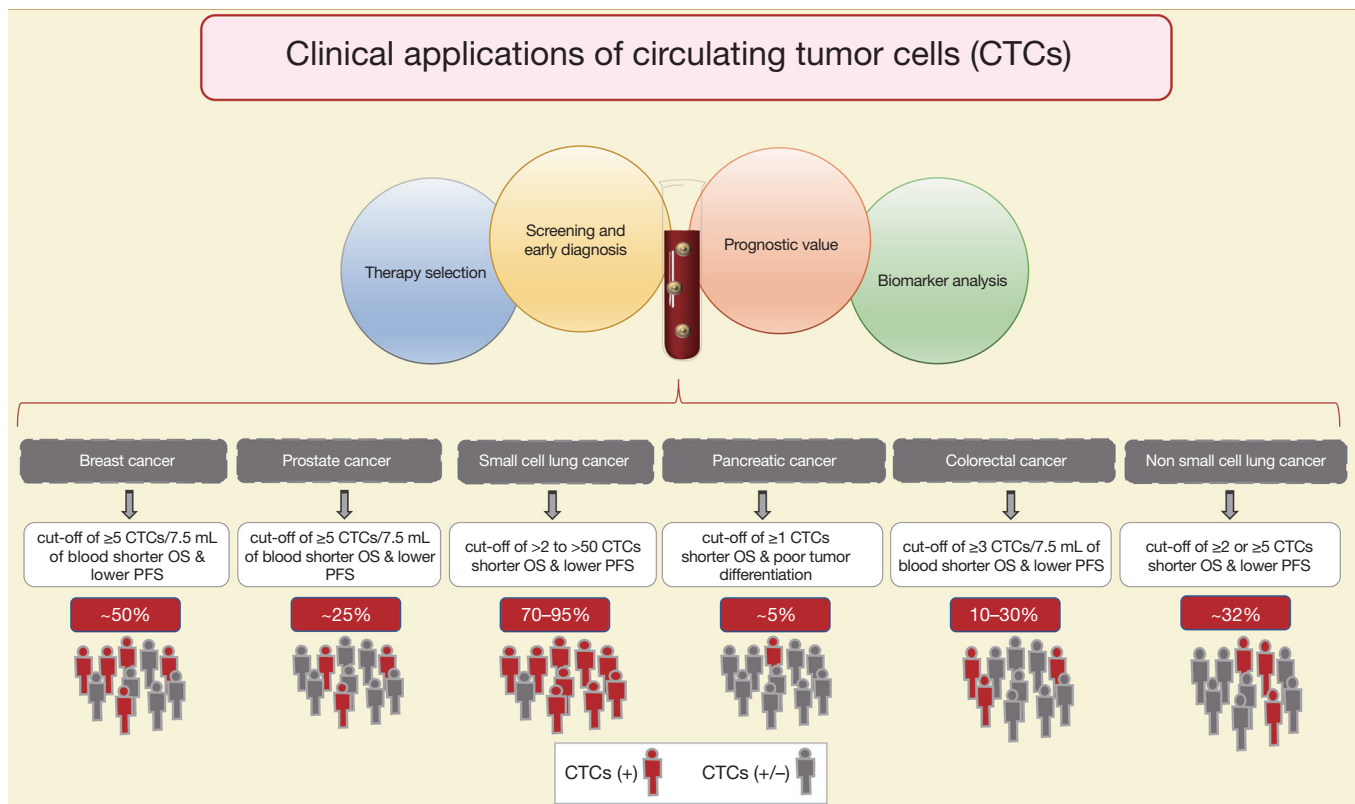 Clinical applications of circulating tumor cells (CTCs)
Therapy selection
Screening and
early diagnosis
Prognostic value
Biomarker analysis
Breast cancer
Prostate cancer
Small cell lung cancer
Pancreatic cancer
Colorectal cancer
Non small cell lung cancer
cut-off of ≥5 CTCs/7.5 mL
of blood shorter OS &
lower PFS
cut-off of ≥5 CTCs/7.5 mL
of blood shorter OS & lower
PFS
cut-off of >2 to >50 CTCs
shorter OS & lower PFS
cut-off of ≥1 CTCs
shorter OS & poor tumor
differentiation
cut-off of ≥3 CTCs/7.5 mL of
blood shorter OS & lower PFS
cut-off of ≥2 or ≥5 CTCs
shorter OS & lower PFS
~50%
~25%
70–95%
~5%
10–30%
~32%
CTCs (+)
CTCs (+/–)